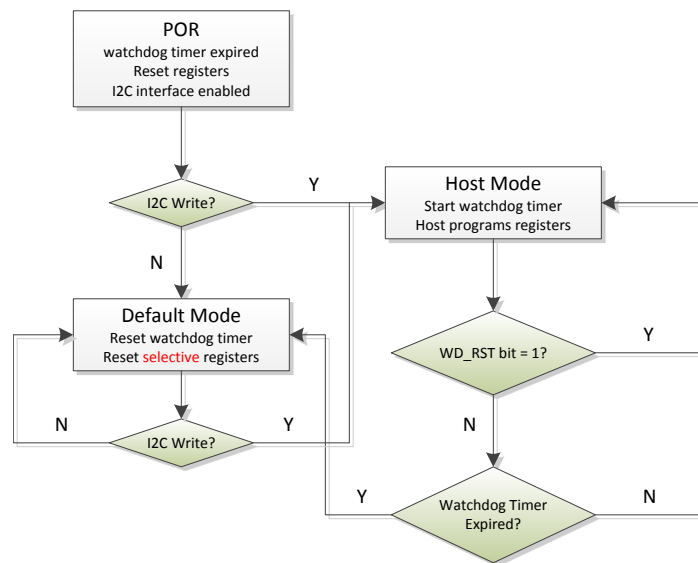 POR
watchdog timer expired
Reset registers
I2C interface enabled
I2C Write?
Y
N
Host Mode
Start watchdog timer
Host programs registers
Default Mode
Reset watchdog timer
Reset selective registers
WD_RST bit = 1?
Y
N
I2C Write?
N
Y
Watchdog Timer
Expired?
Y
N